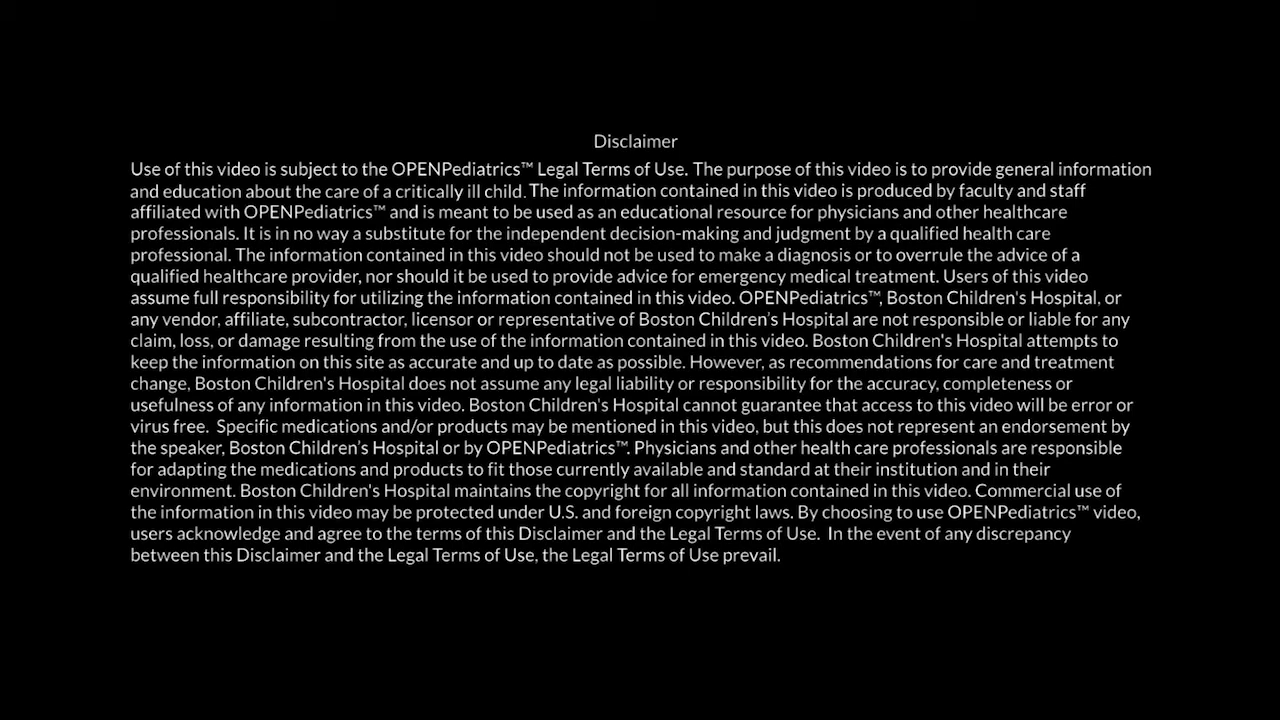 Disclaimer
Use of this video is subject to the OPENPediatrics™ Legal Terms of Use. The purpose of this video is to provide general information
and education about the care of a critically ill child. The information contained in this video is produced by faculty and staff
affiliated with OPENPediatrics™ and is meant to be used as an educational resource for physicians and other healthcare
professionals. It is in no way a substitute for the independent decision-making and judgment by a qualified health care
professional. The information contained in this video should not be used to make a diagnosis or to overrule the advice of a
qualified healthcare provider, nor should it be used to provide advice for emergency medical treatment. Users of this video
assume full responsibility for utilizing the information contained in this video. OPENPediatrics™, Boston Children's Hospital, or
any vendor, affiliate, subcontractor, licensor or representative of Boston Children’s Hospital are not responsible or liable for any
claim, loss, or damage resulting from the use of the information contained in this video. Boston Children's Hospital attempts to
keep the information on this site as accurate and up to date as possible. However, as recommendations for care and treatment
change, Boston Children's Hospital does not assume any legal liability or responsibility for the accuracy, completeness or
usefulness of any information in this video. Boston Children's Hospital cannot guarantee that access to this video will be error or
virus free.  Specific medications and/or products may be mentioned in this video, but this does not represent an endorsement by
the speaker, Boston Children’s Hospital or by OPENPediatrics™. Physicians and other health care professionals are responsible
for adapting the medications and products to fit those currently available and standard at their institution and in their
environment. Boston Children's Hospital maintains the copyright for all information contained in this video. Commercial use of
the information in this video may be protected under U.S. and foreign copyright laws. By choosing to use OPENPediatrics™ video,
users acknowledge and agree to the terms of this Disclaimer and the Legal Terms of Use.  In the event of any discrepancy
between this Disclaimer and the Legal Terms of Use, the Legal Terms of Use prevail.